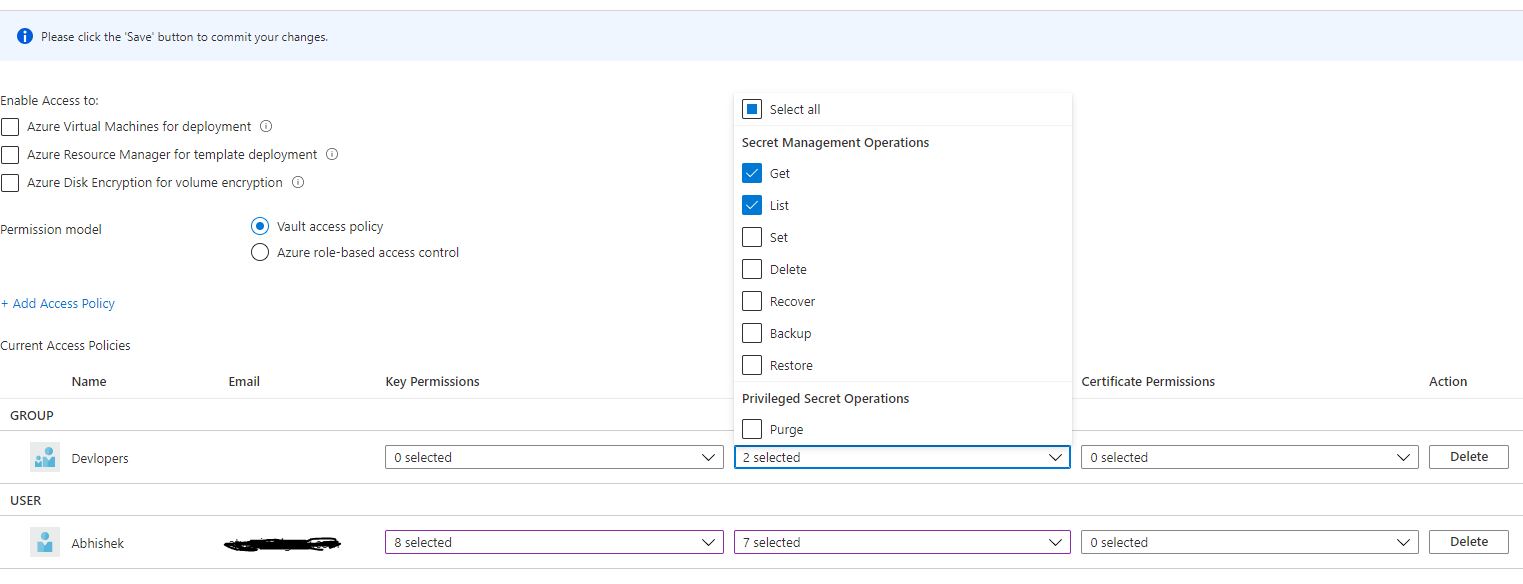 Please click the 'Save' button to commit your changes.
Enable Access to:
Azure Virtual Machines for deployment
Azure Resource Manager for template deployment
Azure Disk Encryption for volume encryption
Permission model
Vault access policy
Azure role-based access control
+ Add Access Policy
Current Access Policies
Select all
Secret Management Operations
Get
List
Set
Delete
Recover
Backup
Restore
Privileged Secret Operations
Purge
Name Email Key Permissions Certificate Permissions Action
GROUP
Devlopers 0 selected 2 selected 0 selected Delete
USER
Abhishek 8 selected 7 selected 0 selected Delete